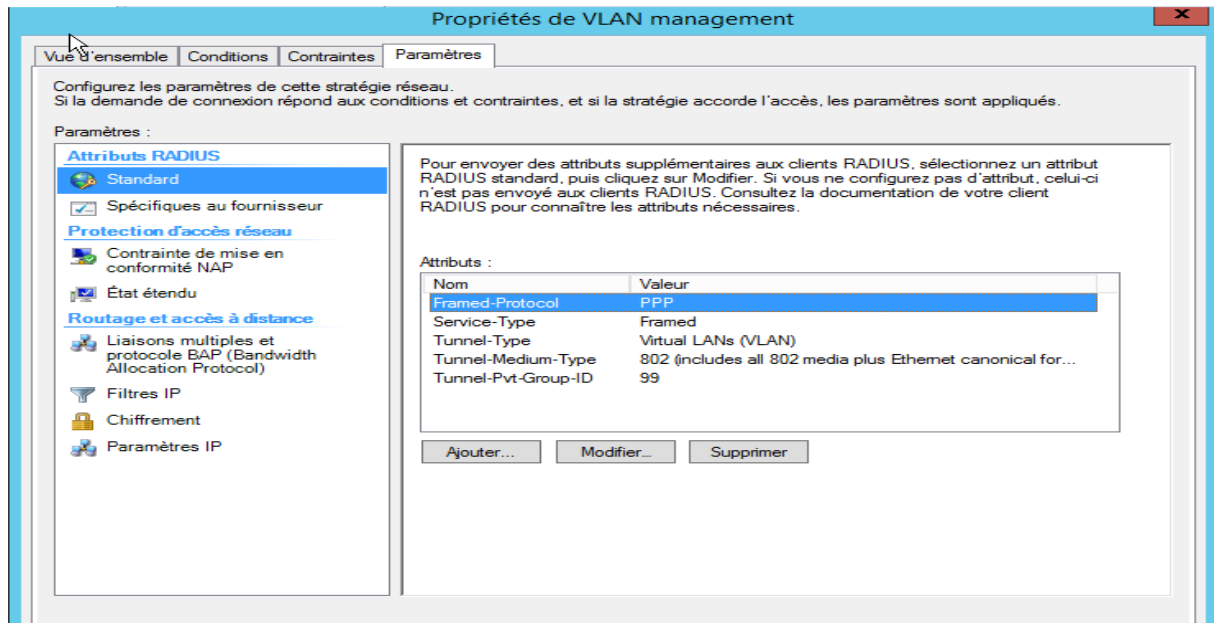 Propriétés de VLAN management
x
Vue d'ensemble Conditions Contraintes Paramètres
Configurez les paramètres de cette stratégie réseau.
Si la demande de connexion répond aux conditions et contraintes, et si la stratégie accorde l'accès, les paramètres sont appliqués.
Paramètres :
Attributs RADIUS
Standard
Spécifiques au fournisseur
Protection d'accès réseau
Contrainte de mise en
conformité NAP
État étendu
Routage et accès à distance
Liaisons multiples et
protocole BAP (Bandwidth
Allocation Protocol)
Filtres IP
Chiffrement
Paramètres IP
Pour envoyer des attributs supplémentaires aux clients RADIUS, sélectionnez un attribut
RADIUS standard, puis cliquez sur Modifier. Si vous ne configurez pas d'attribut, celui-ci
n'est pas envoyé aux clients RADIUS. Consultez la documentation de votre client
RADIUS pour connaître les attributs nécessaires.
Attributs :
Nom Valeur
Framed-Protocol PPP
Service-Type Framed
Tunnel-Type Virtual LANs (VLAN)
Tunnel-Medium-Type 802 (includes all 802 media plus Ethernet canonical for...
Tunnel-Pvt-Group-ID 99
Ajouter... Modifier... Supprimer